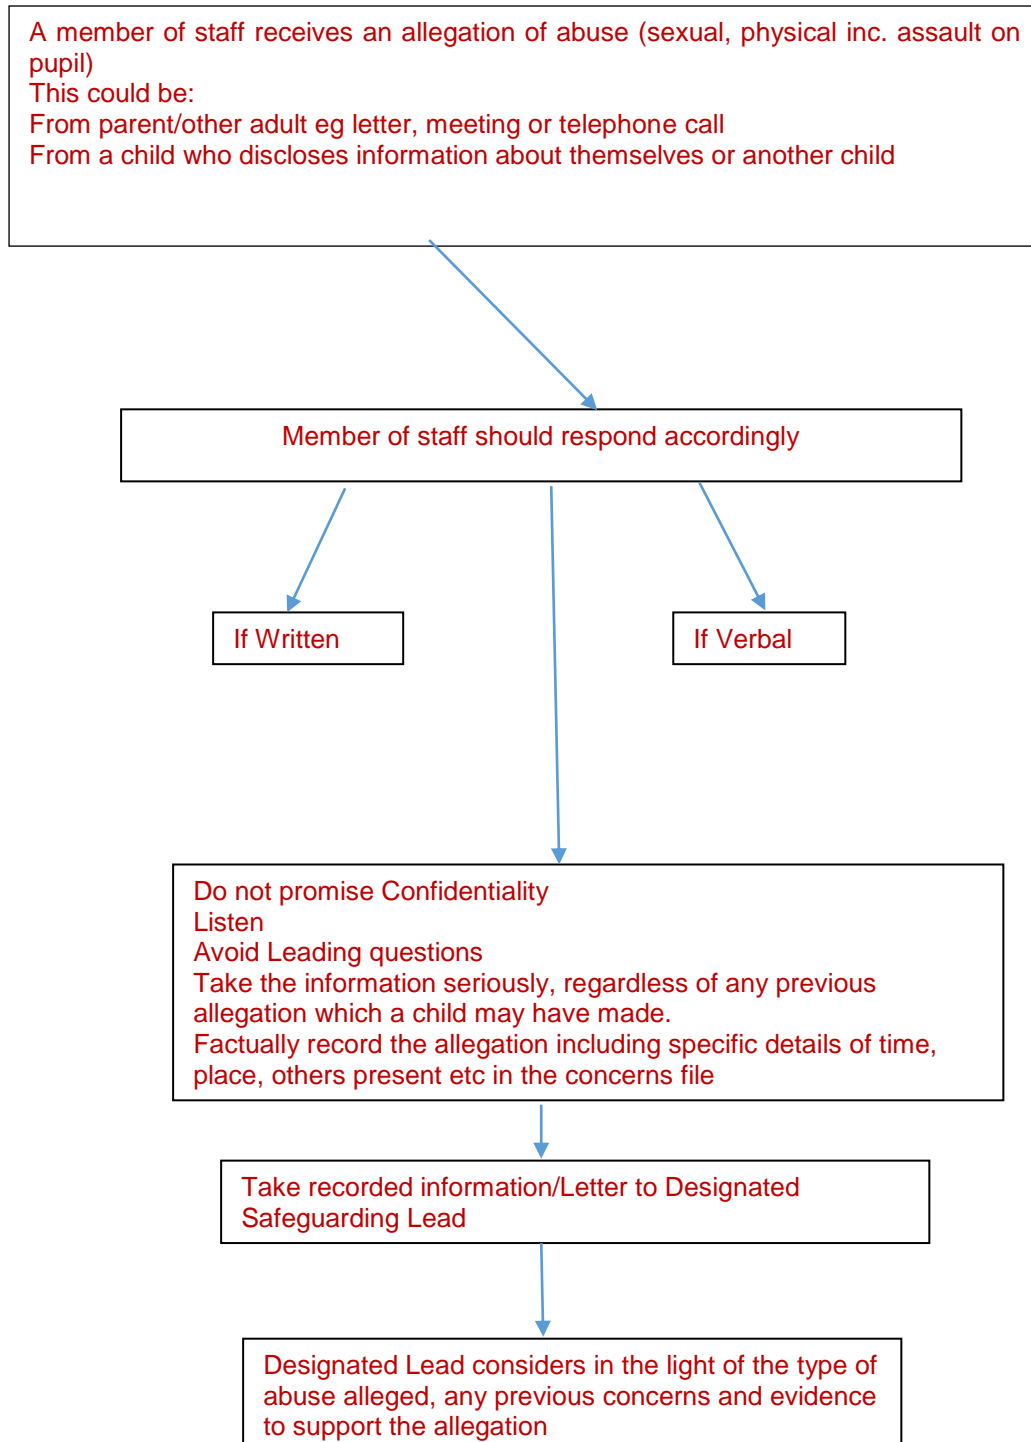 A member of staff receives an allegation of abuse (sexual, physical inc. assault on
pupil)
This could be:
From parent/other adult eg letter, meeting or telephone call
From a child who discloses information about themselves or another child
Member of staff should respond accordingly
If Written
If Verbal
Do not promise Confidentiality
Listen
Avoid Leading questions
Take the information seriously, regardless of any previous
allegation which a child may have made.
Factually record the allegation including specific details of time,
place, others present etc in the concerns file
Take recorded information/Letter to Designated
Safeguarding Lead
Designated Lead considers in the light of the type of
abuse alleged, any previous concerns and evidence
to support the allegation